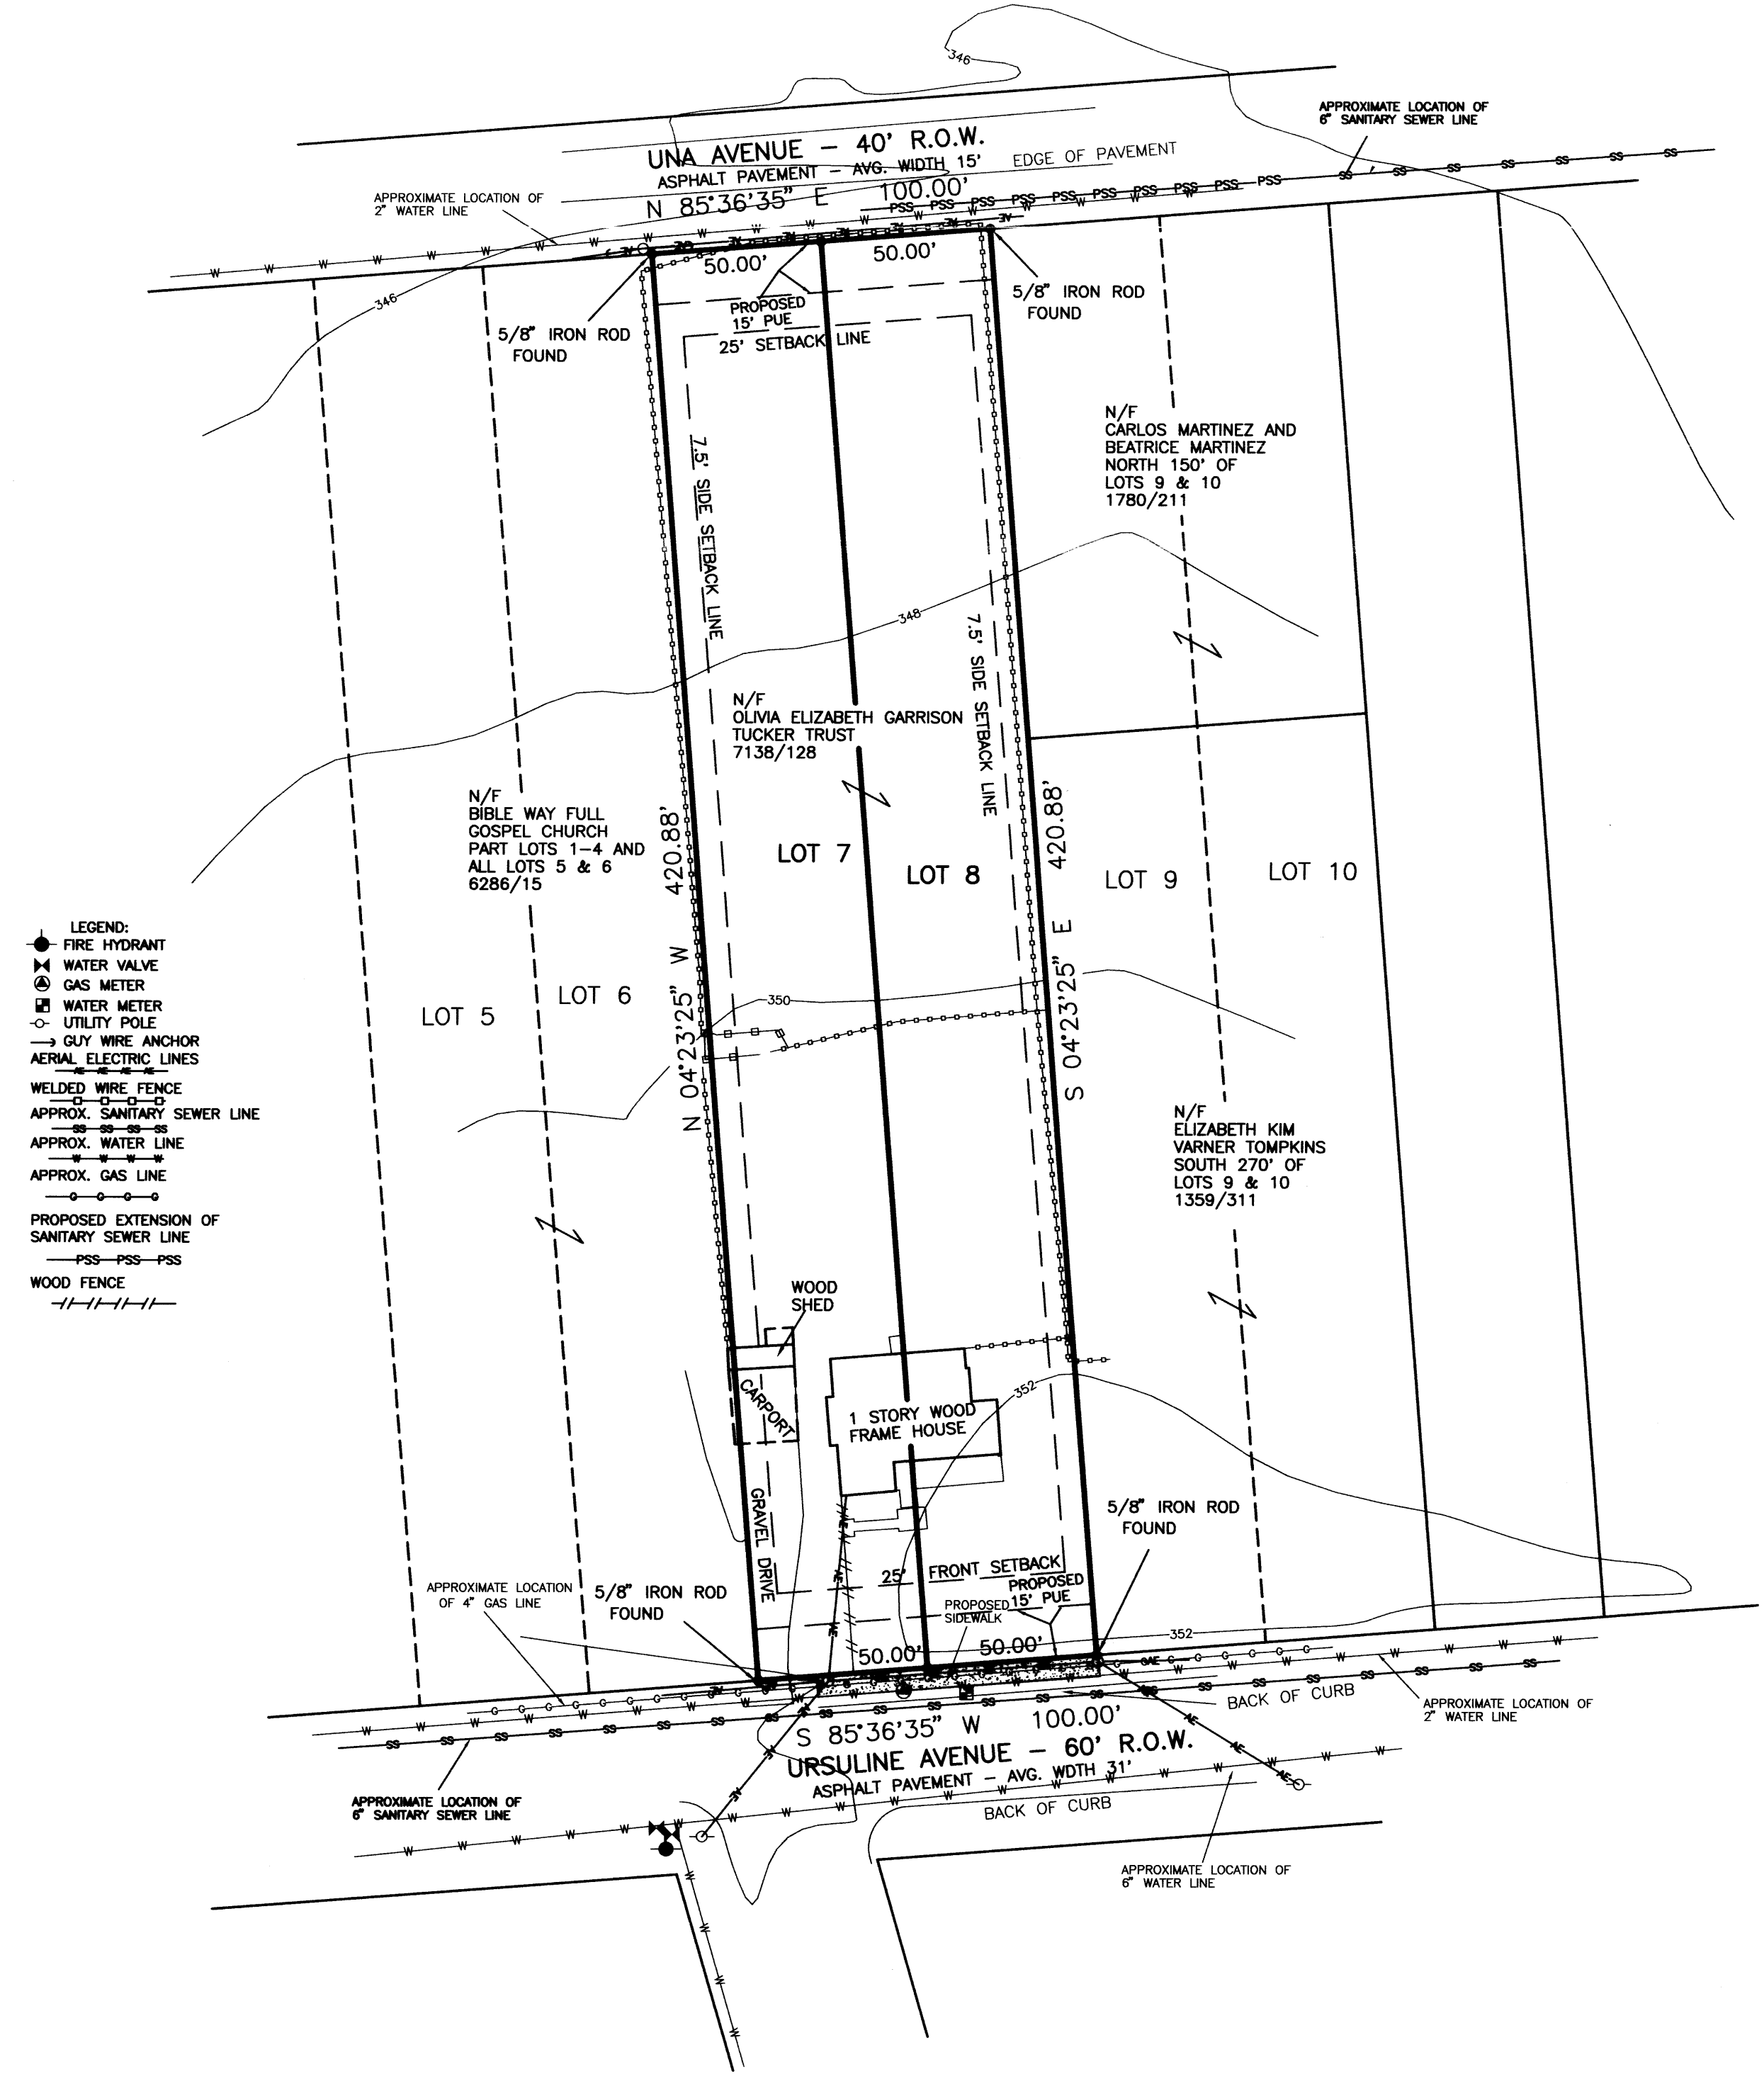 346
APPROXIMATE LOCATION OF
6" SANITARY SEWER LINE
UNA AVENUE – 40' R.O.W.
ASPHALT PAVEMENT – AVG. WIDTH 15'
EDGE OF PAVEMENT
N 85°36'35" E 100.00'
APPROXIMATE LOCATION OF
2" WATER LINE
50.00'
50.00'
346
PROPOSED
15' PUE
25' SETBACK LINE
5/8" IRON ROD
FOUND
5/8" IRON ROD
FOUND
N/F
CARLOS MARTINEZ AND
BEATRICE MARTINEZ
NORTH 150' OF
LOTS 9 & 10
1780/211
7.5' SIDE SETBACK LINE
7.5' SIDE SETBACK LINE
348
N/F
OLIVIA ELIZABETH GARRISON
TUCKER TRUST
7138/128
N/F
BIBLE WAY FULL
GOSPEL CHURCH
PART LOTS 1–4 AND
ALL LOTS 5 & 6
6286/15
N 04°23'25" W 420.88'
S 04°23'25" E 420.88'
LOT 7
LOT 8
LOT 9
LOT 10
LOT 5
LOT 6
350
LEGEND:
FIRE HYDRANT
WATER VALVE
GAS METER
WATER METER
UTILITY POLE
GUY WIRE ANCHOR
AERIAL ELECTRIC LINES
AE AE AE AE
WELDED WIRE FENCE
APPROX. SANITARY SEWER LINE
SS SS SS SS
APPROX. WATER LINE
W W W W
APPROX. GAS LINE
G G G G
PROPOSED EXTENSION OF
SANITARY SEWER LINE
PSS PSS PSS
WOOD FENCE
N/F
ELIZABETH KIM
VARNER TOMPKINS
SOUTH 270' OF
LOTS 9 & 10
1359/311
WOOD
SHED
CARPORT
352
1 STORY WOOD
FRAME HOUSE
GRAVEL DRIVE
5/8" IRON ROD
FOUND
25' FRONT SETBACK
PROPOSED
15' PUE
PROPOSED
SIDEWALK
APPROXIMATE LOCATION
OF 4" GAS LINE
5/8" IRON ROD
FOUND
50.00'
50.00'
352
BACK OF CURB
APPROXIMATE LOCATION OF
2" WATER LINE
S 85°36'35" W 100.00'
URSULINE AVENUE – 60' R.O.W.
ASPHALT PAVEMENT – AVG. WDTH 31'
BACK OF CURB
APPROXIMATE LOCATION OF
6" SANITARY SEWER LINE
APPROXIMATE LOCATION OF
6" WATER LINE